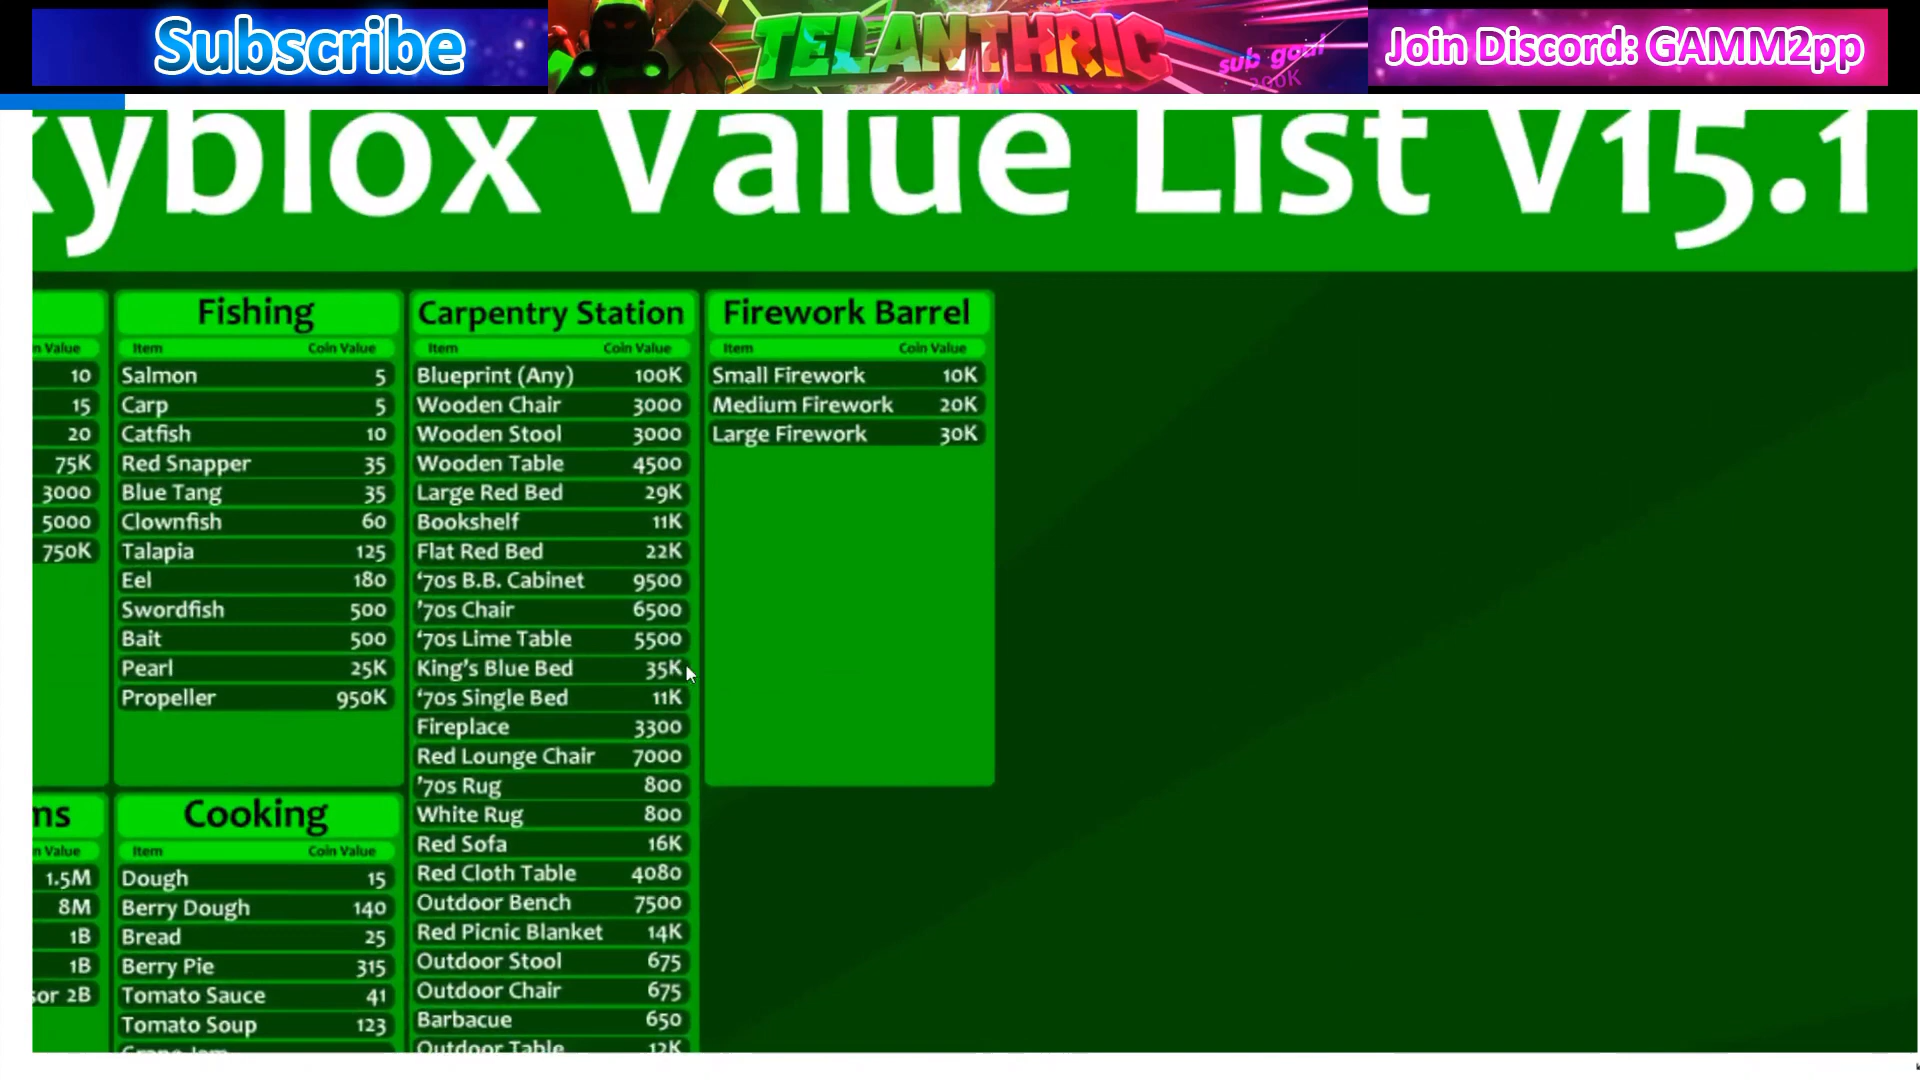 Subscribe
TELANTHRIC
sub goal
200K
Join Discord: GAMM2pp
kyblox Value List V15.1
n Value
10
15
20
75K
3000
5000
750K
ms
n Value
1.5M
8M
1B
1B
sor 2B
Fishing
Item Coin Value
Salmon 5
Carp 5
Catfish 10
Red Snapper 35
Blue Tang 35
Clownfish 60
Talapia 125
Eel 180
Swordfish 500
Bait 500
Pearl 25K
Propeller 950K
Cooking
Item Coin Value
Dough 15
Berry Dough 140
Bread 25
Berry Pie 315
Tomato Sauce 41
Tomato Soup 123
Carpentry Station
Item Coin Value
Blueprint (Any) 100K
Wooden Chair 3000
Wooden Stool 3000
Wooden Table 4500
Large Red Bed 29K
Bookshelf 11K
Flat Red Bed 22K
‘70s B.B. Cabinet 9500
’70s Chair 6500
‘70s Lime Table 5500
King’s Blue Bed 35K
‘70s Single Bed 11K
Fireplace 3300
Red Lounge Chair 7000
’70s Rug 800
White Rug 800
Red Sofa 16K
Red Cloth Table 4080
Outdoor Bench 7500
Red Picnic Blanket 14K
Outdoor Stool 675
Outdoor Chair 675
Barbacue 650
Outdoor Table 12K
Firework Barrel
Item Coin Value
Small Firework 10K
Medium Firework 20K
Large Firework 30K